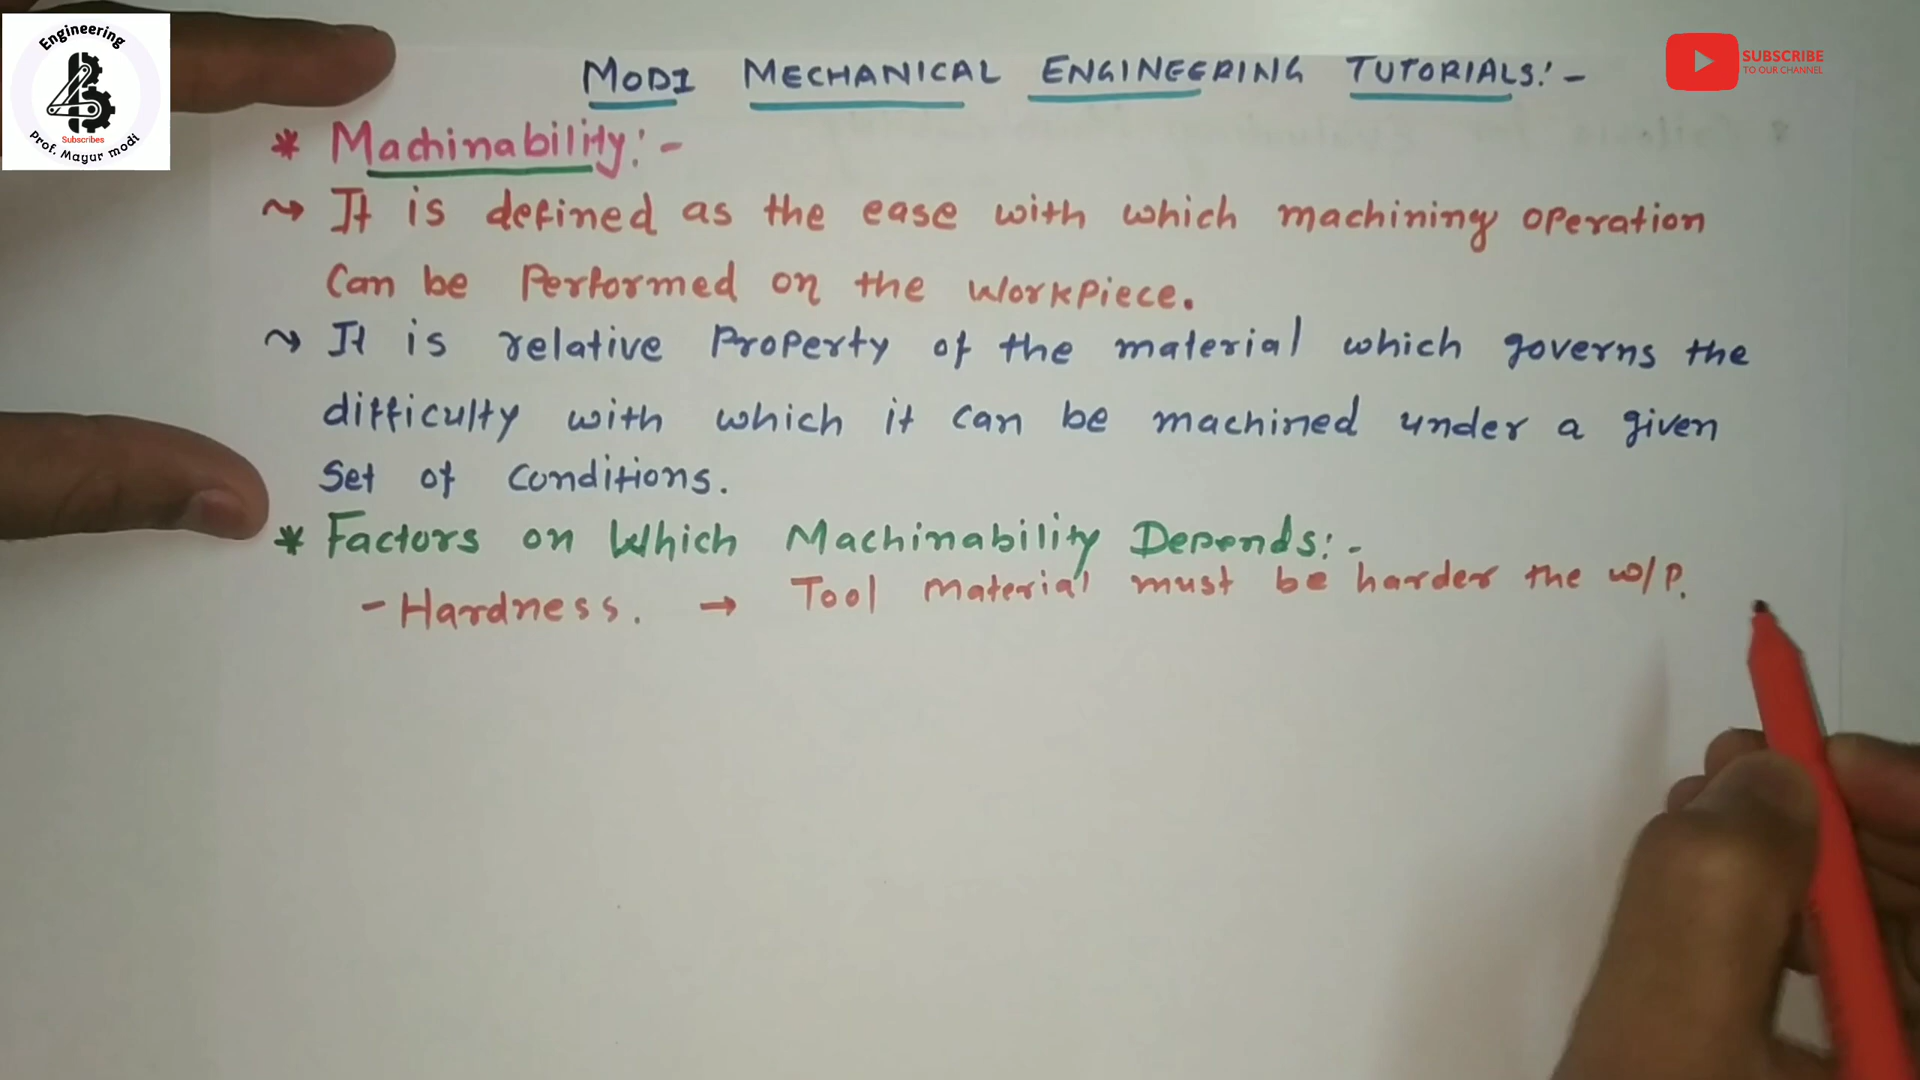 Engineering
Subscribes
Prof. Mayur modi
SUBSCRIBE
TO OUR CHANNEL
MODI MECHANICAL ENGINEERING TUTORIALS:-
* Machinability:-
~> It is defined as the ease with which machining operation
Can be Performed on the workpiece.
~> It is relative Property of the material which governs the
difficulty with which it can be machined under a given
Set of Conditions.
* Factors on Which Machinability Depends:-
- Hardness. → Tool Material must be harder the w/P.